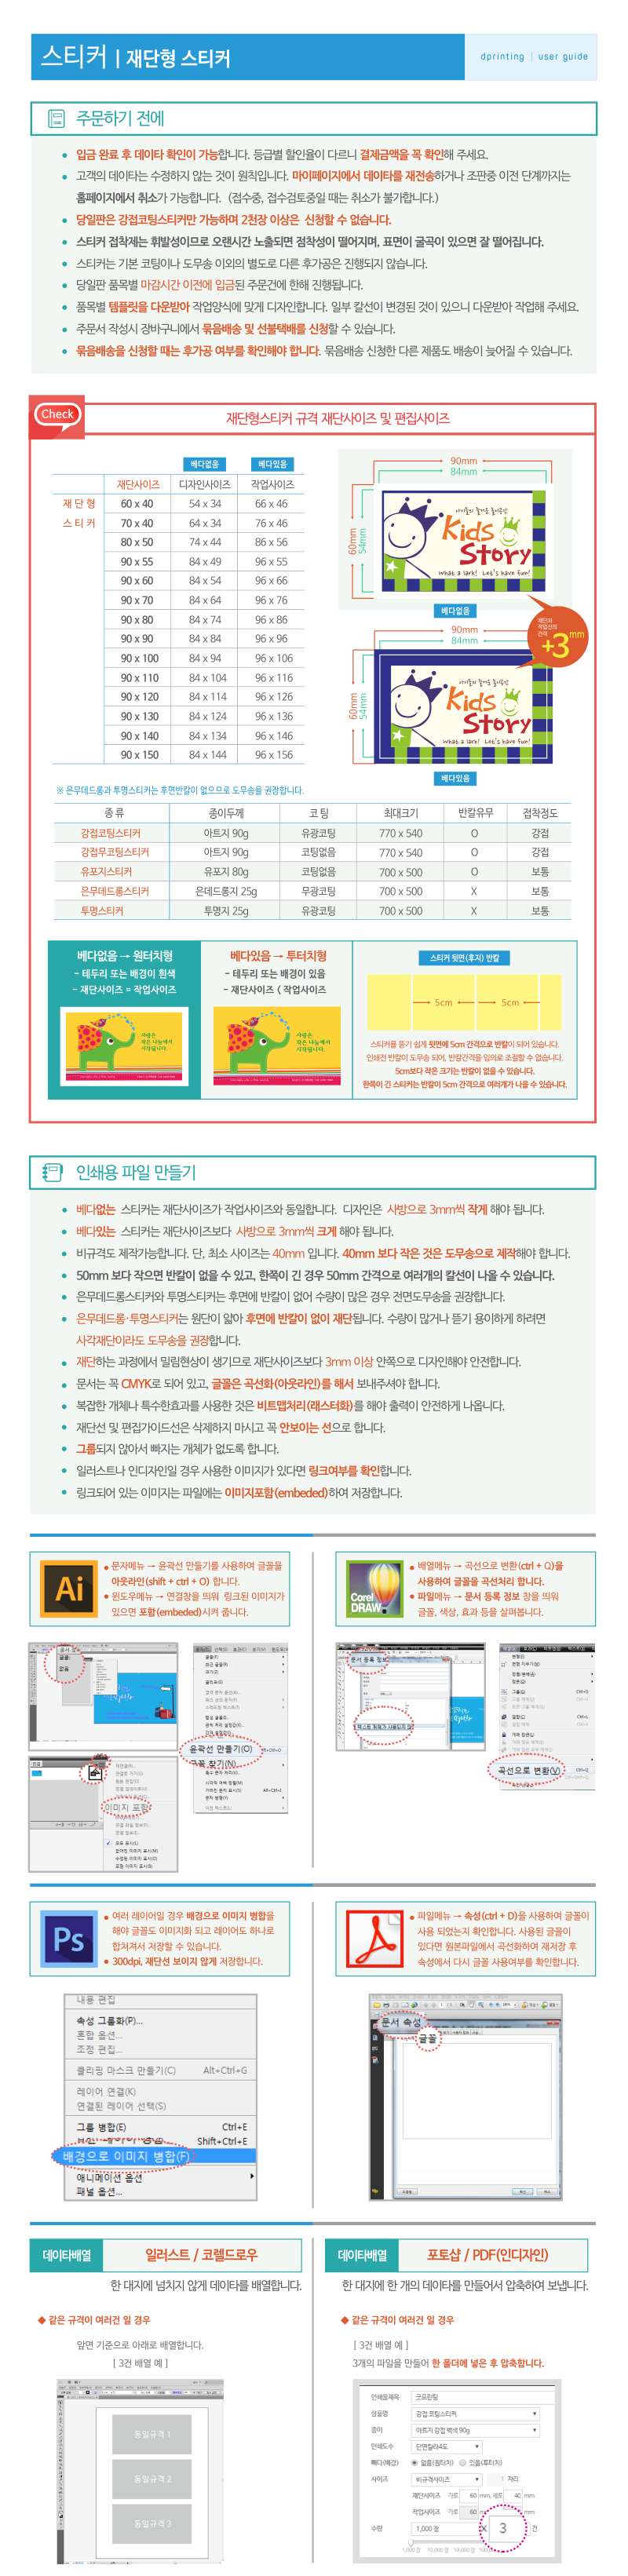 스티커 | 재단형 스티커
dprinting | user guide
주문하기 전에
입금 완료 후 데이타 확인이 가능합니다. 등급별 할인율이 다르니 결제금액을 꼭 확인해 주세요.
고객의 데이타는 수정하지 않는 것이 원칙입니다. 마이페이지에서 데이타를 재전송하거나 조판중 이전 단계까지는
홈페이지에서 취소가 가능합니다. (접수중, 접수검토중일 때는 취소가 불가합니다.)
당일판은 강접코팅스티커만 가능하며 2천장 이상은 신청할 수 없습니다.
스티커 접착제는 휘발성이므로 오랜시간 노출되면 점착성이 떨어지며, 표면이 굴곡이 있으면 잘 떨어집니다.
스티커는 기본 코팅이나 도무송 이외의 별도로 다른 후가공은 진행되지 않습니다.
당일판 품목별 마감시간 이전에 입금된 주문건에 한해 진행됩니다.
품목별 템플릿을 다운받아 작업양식에 맞게 디자인합니다. 일부 칼선이 변경된 것이 있으니 다운받아 작업해 주세요.
주문서 작성시 장바구니에서 묶음배송 및 선불택배를 신청할 수 있습니다.
묶음배송을 신청할 때는 후가공 여부를 확인해야 합니다. 묶음배송 신청한 다른 제품도 배송이 늦어질 수 있습니다.
Check
재단형스티커 규격 재단사이즈 및 편집사이즈
베다없음 베다있음
재단사이즈 디자인사이즈 작업사이즈
재 단 형 60 x 40 54 x 34 66 x 46
스 티 커 70 x 40 64 x 34 76 x 46
80 x 50 74 x 44 86 x 56
90 x 55 84 x 49 96 x 55
90 x 60 84 x 54 96 x 66
90 x 70 84 x 64 96 x 76
90 x 80 84 x 74 96 x 86
90 x 90 84 x 84 96 x 96
90 x 100 84 x 94 96 x 106
90 x 110 84 x 104 96 x 116
90 x 120 84 x 114 96 x 126
90 x 130 84 x 124 96 x 136
90 x 140 84 x 134 96 x 146
90 x 150 84 x 144 96 x 156
90mm
84mm
60mm
54mm
Kids
Story
what a lark! Let's have fun!
베다없음
재단과
작업선의
간격
+3mm
90mm
84mm
60mm
54mm
Kids
Story
what a lark! Let's have fun!
베다있음
※ 은무데드롱과 투명스티커는 후면반칼이 없으므로 도무송을 권장합니다.
종 류 종이두께 코 팅 최대크기 반칼유무 접착정도
강접코팅스티커 아트지 90g 유광코팅 770 x 540 O 강접
강접무코팅스티커 아트지 90g 코팅없음 770 x 540 O 강접
유포지스티커 유포지 80g 코팅없음 700 x 500 O 보통
은무데드롱스티커 은데드롱지 25g 무광코팅 700 x 500 X 보통
투명스티커 투명지 25g 유광코팅 700 x 500 X 보통
베다없음 → 원터치형
- 테두리 또는 배경이 흰색
- 재단사이즈 = 작업사이즈
사랑은
작은 나눔에서
시작됩니다.
베다있음 → 투터치형
- 테두리 또는 배경이 있음
- 재단사이즈 < 작업사이즈
사랑은
작은 나눔에서
시작됩니다.
스티커 뒷면(후지) 반칼
5cm 5cm
스티커를 뜯기 쉽게 뒷면에 5cm 간격으로 반칼이 되어 있습니다.
인쇄전 반칼이 도무송 되어, 반칼간격을 임의로 조절할 수 없습니다.
5cm보다 작은 크기는 반칼이 없을 수 있습니다.
한쪽이 긴 스티커는 반칼이 5cm 간격으로 여러개가 나올 수 있습니다.
인쇄용 파일 만들기
베다없는 스티커는 재단사이즈가 작업사이즈와 동일합니다. 디자인은 사방으로 3mm씩 작게 해야 됩니다.
베다있는 스티커는 재단사이즈보다 사방으로 3mm씩 크게 해야 됩니다.
비규격도 제작가능합니다. 단, 최소 사이즈는 40mm 입니다. 40mm 보다 작은 것은 도무송으로 제작해야 합니다.
50mm 보다 작으면 반칼이 없을 수 있고, 한쪽이 긴 경우 50mm 간격으로 여러개의 칼선이 나올 수 있습니다.
은무데드롱스티커와 투명스티커는 후면에 반칼이 없어 수량이 많은 경우 전면도무송을 권장합니다.
은무데드롱·투명스티커는 원단이 얇아 후면에 반칼이 없이 재단됩니다. 수량이 많거나 뜯기 용이하게 하려면
사각재단이라도 도무송을 권장합니다.
재단하는 과정에서 밀림현상이 생기므로 재단사이즈보다 3mm 이상 안쪽으로 디자인해야 안전합니다.
문서는 꼭 CMYK로 되어 있고, 글꼴은 곡선화(아웃라인)를 해서 보내주셔야 합니다.
복잡한 개체나 특수한효과를 사용한 것은 비트맵처리(래스터화)를 해야 출력이 안전하게 나옵니다.
재단선 및 편집가이드선은 삭제하지 마시고 꼭 안보이는 선으로 합니다.
그룹되지 않아서 빠지는 개체가 없도록 합니다.
일러스트나 인디자인일 경우 사용한 이미지가 있다면 링크여부를 확인합니다.
링크되어 있는 이미지는 파일에는 이미지포함(embeded)하여 저장합니다.
Ai
문자메뉴 → 윤곽선 만들기를 사용하여 글꼴을
아웃라인(shift + ctrl + O) 합니다.
윈도우메뉴 → 연결창을 띄워 링크된 이미지가
있으면 포함(embeded)시켜 줍니다.
Corel
DRAW
배열메뉴 → 곡선으로 변환(ctrl + Q)을
사용하여 글꼴을 곡선처리 합니다.
파일메뉴 → 문서 등록 정보 창을 띄워
글꼴, 색상, 효과 등을 살펴봅니다.
윤곽선 만들기(O)
이미지 포함
문서 등록 정보
곡선으로 변환(V)
Ps
여러 레이어일 경우 배경으로 이미지 병합을
해야 글꼴도 이미지화 되고 레이어도 하나로
합쳐져서 저장할 수 있습니다.
300dpi, 재단선 보이지 않게 저장합니다.
파일메뉴 → 속성(ctrl + D)을 사용하여 글꼴이
사용 되었는지 확인합니다. 사용된 글꼴이
있다면 원본파일에서 곡선화하여 재저장 후
속성에서 다시 글꼴 사용여부를 확인합니다.
내용 편집
속성 그룹화(P)...
혼합 옵션...
조정 편집...
클리핑 마스크 만들기(C) Alt+Ctrl+G
레이어 연결(K)
연결된 레이어 선택(S)
그룹 병합(E) Ctrl+E
Shift+Ctrl+E
배경으로 이미지 병합(F)
애니메이션 옵션
패널 옵션...
문서 속성
글꼴
데이타배열 일러스트 / 코렐드로우
한 대지에 넘치지 않게 데이타를 배열합니다.
◆ 같은 규격이 여러건 일 경우
앞면 기준으로 아래로 배열합니다.
[ 3건 배열 예 ]
동일규격 1
동일규격 2
동일규격 3
데이타배열 포토샵 / PDF(인디자인)
한 대지에 한 개의 데이타를 만들어서 압축하여 보냅니다.
◆ 같은 규격이 여러건 일 경우
[ 3건 배열 예 ]
3개의 파일을 만들어 한 폴더에 넣은 후 압축합니다.
인쇄물제목 굿프린팅
상품명 강접 코팅스티커
종이 아트지 강접 백색 90g
인쇄도수 단면칼라4도
베다(배경) 없음(원터치) 있음(투터치)
사이즈 비규격사이즈 1 자리
재단사이즈 가로 60 mm, 세로 40 mm
작업사이즈 가로 60 mm
수량 1,000 장 X 3 건